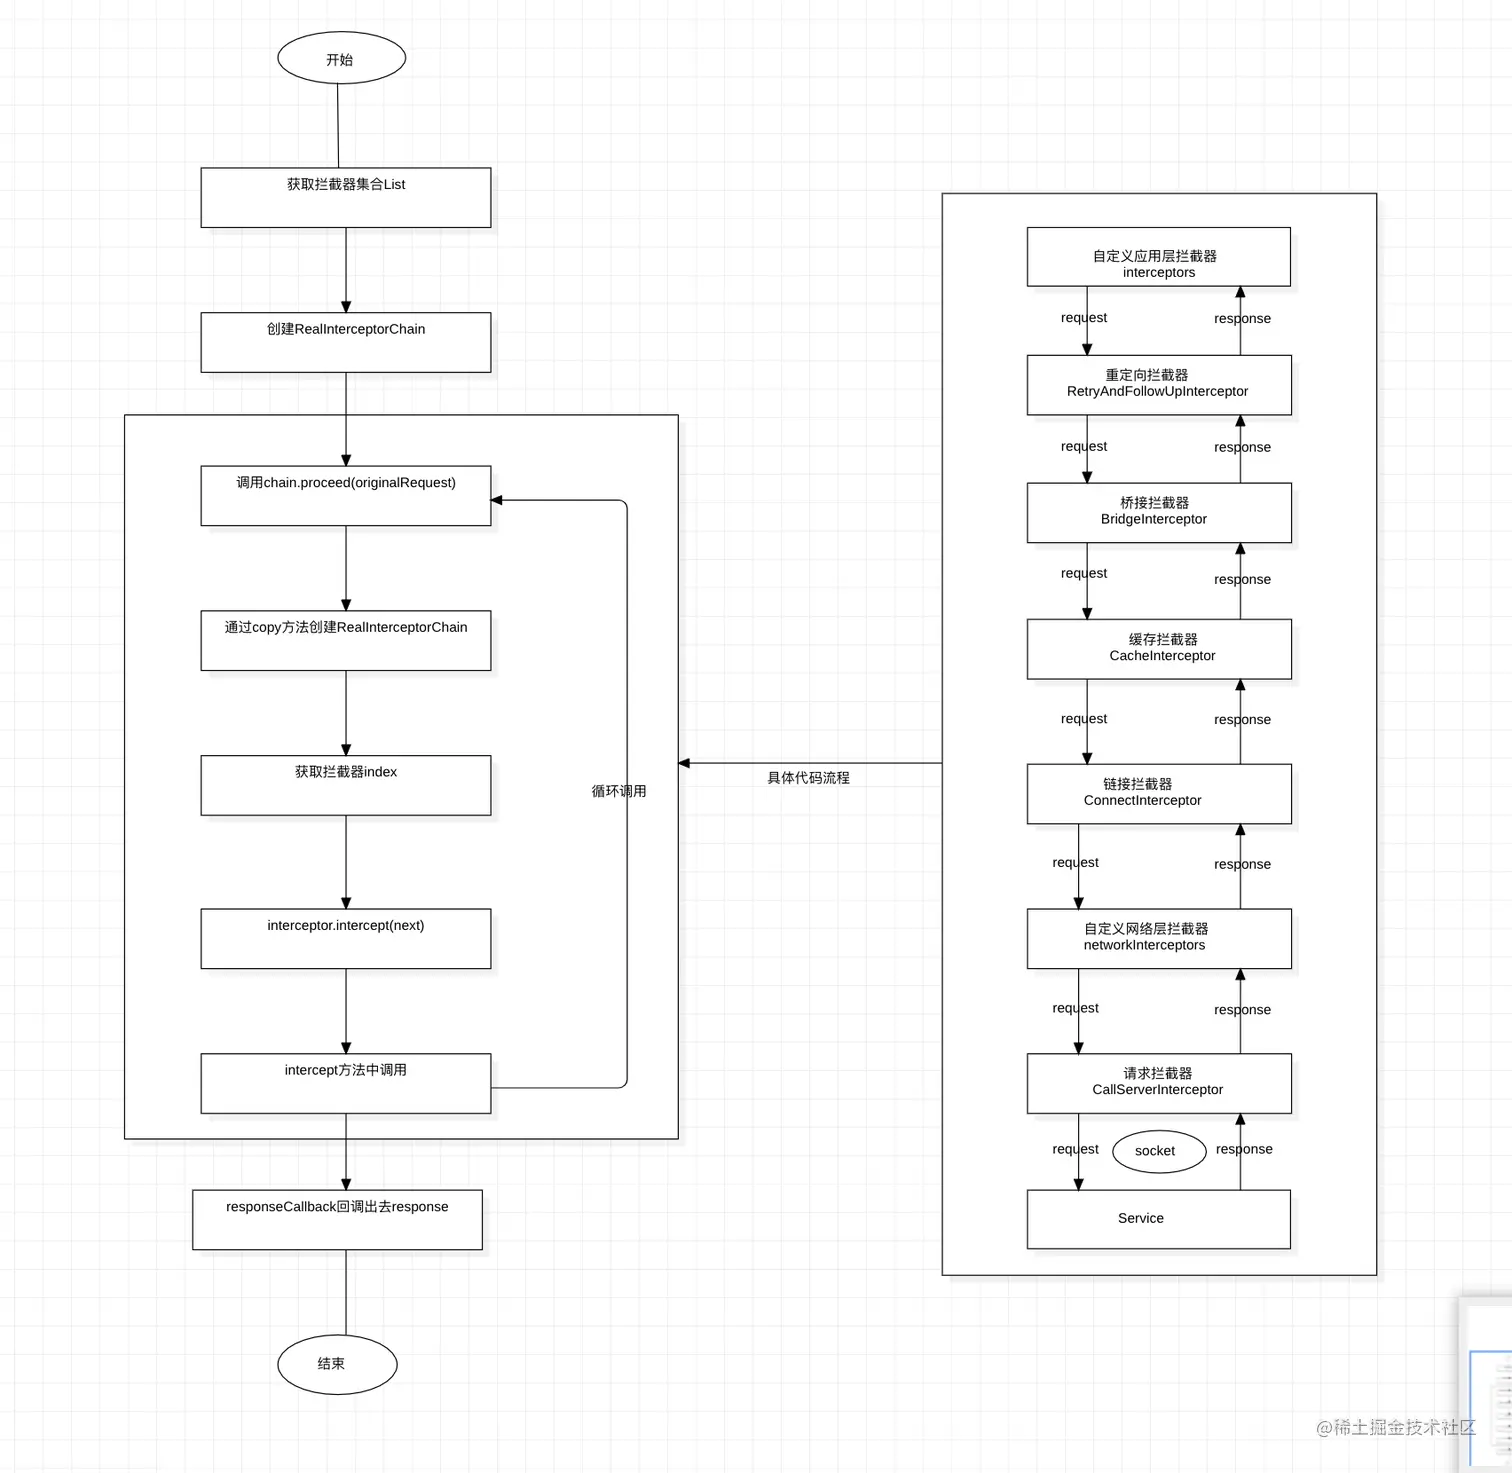 开始
获取拦截器集合List
创建RealInterceptorChain
调用chain.proceed(originalRequest)
通过copy方法创建RealInterceptorChain
获取拦截器index
循环调用
interceptor.intercept(next)
intercept方法中调用
responseCallback回调出去response
结束
具体代码流程
自定义应用层拦截器
interceptors
request
response
重定向拦截器
RetryAndFollowUpInterceptor
request
response
桥接拦截器
BridgeInterceptor
request
response
缓存拦截器
CacheInterceptor
request
response
链接拦截器
ConnectInterceptor
request
response
自定义网络层拦截器
networkInterceptors
request
response
请求拦截器
CallServerInterceptor
request
socket
response
Service
@稀土掘金技术社区